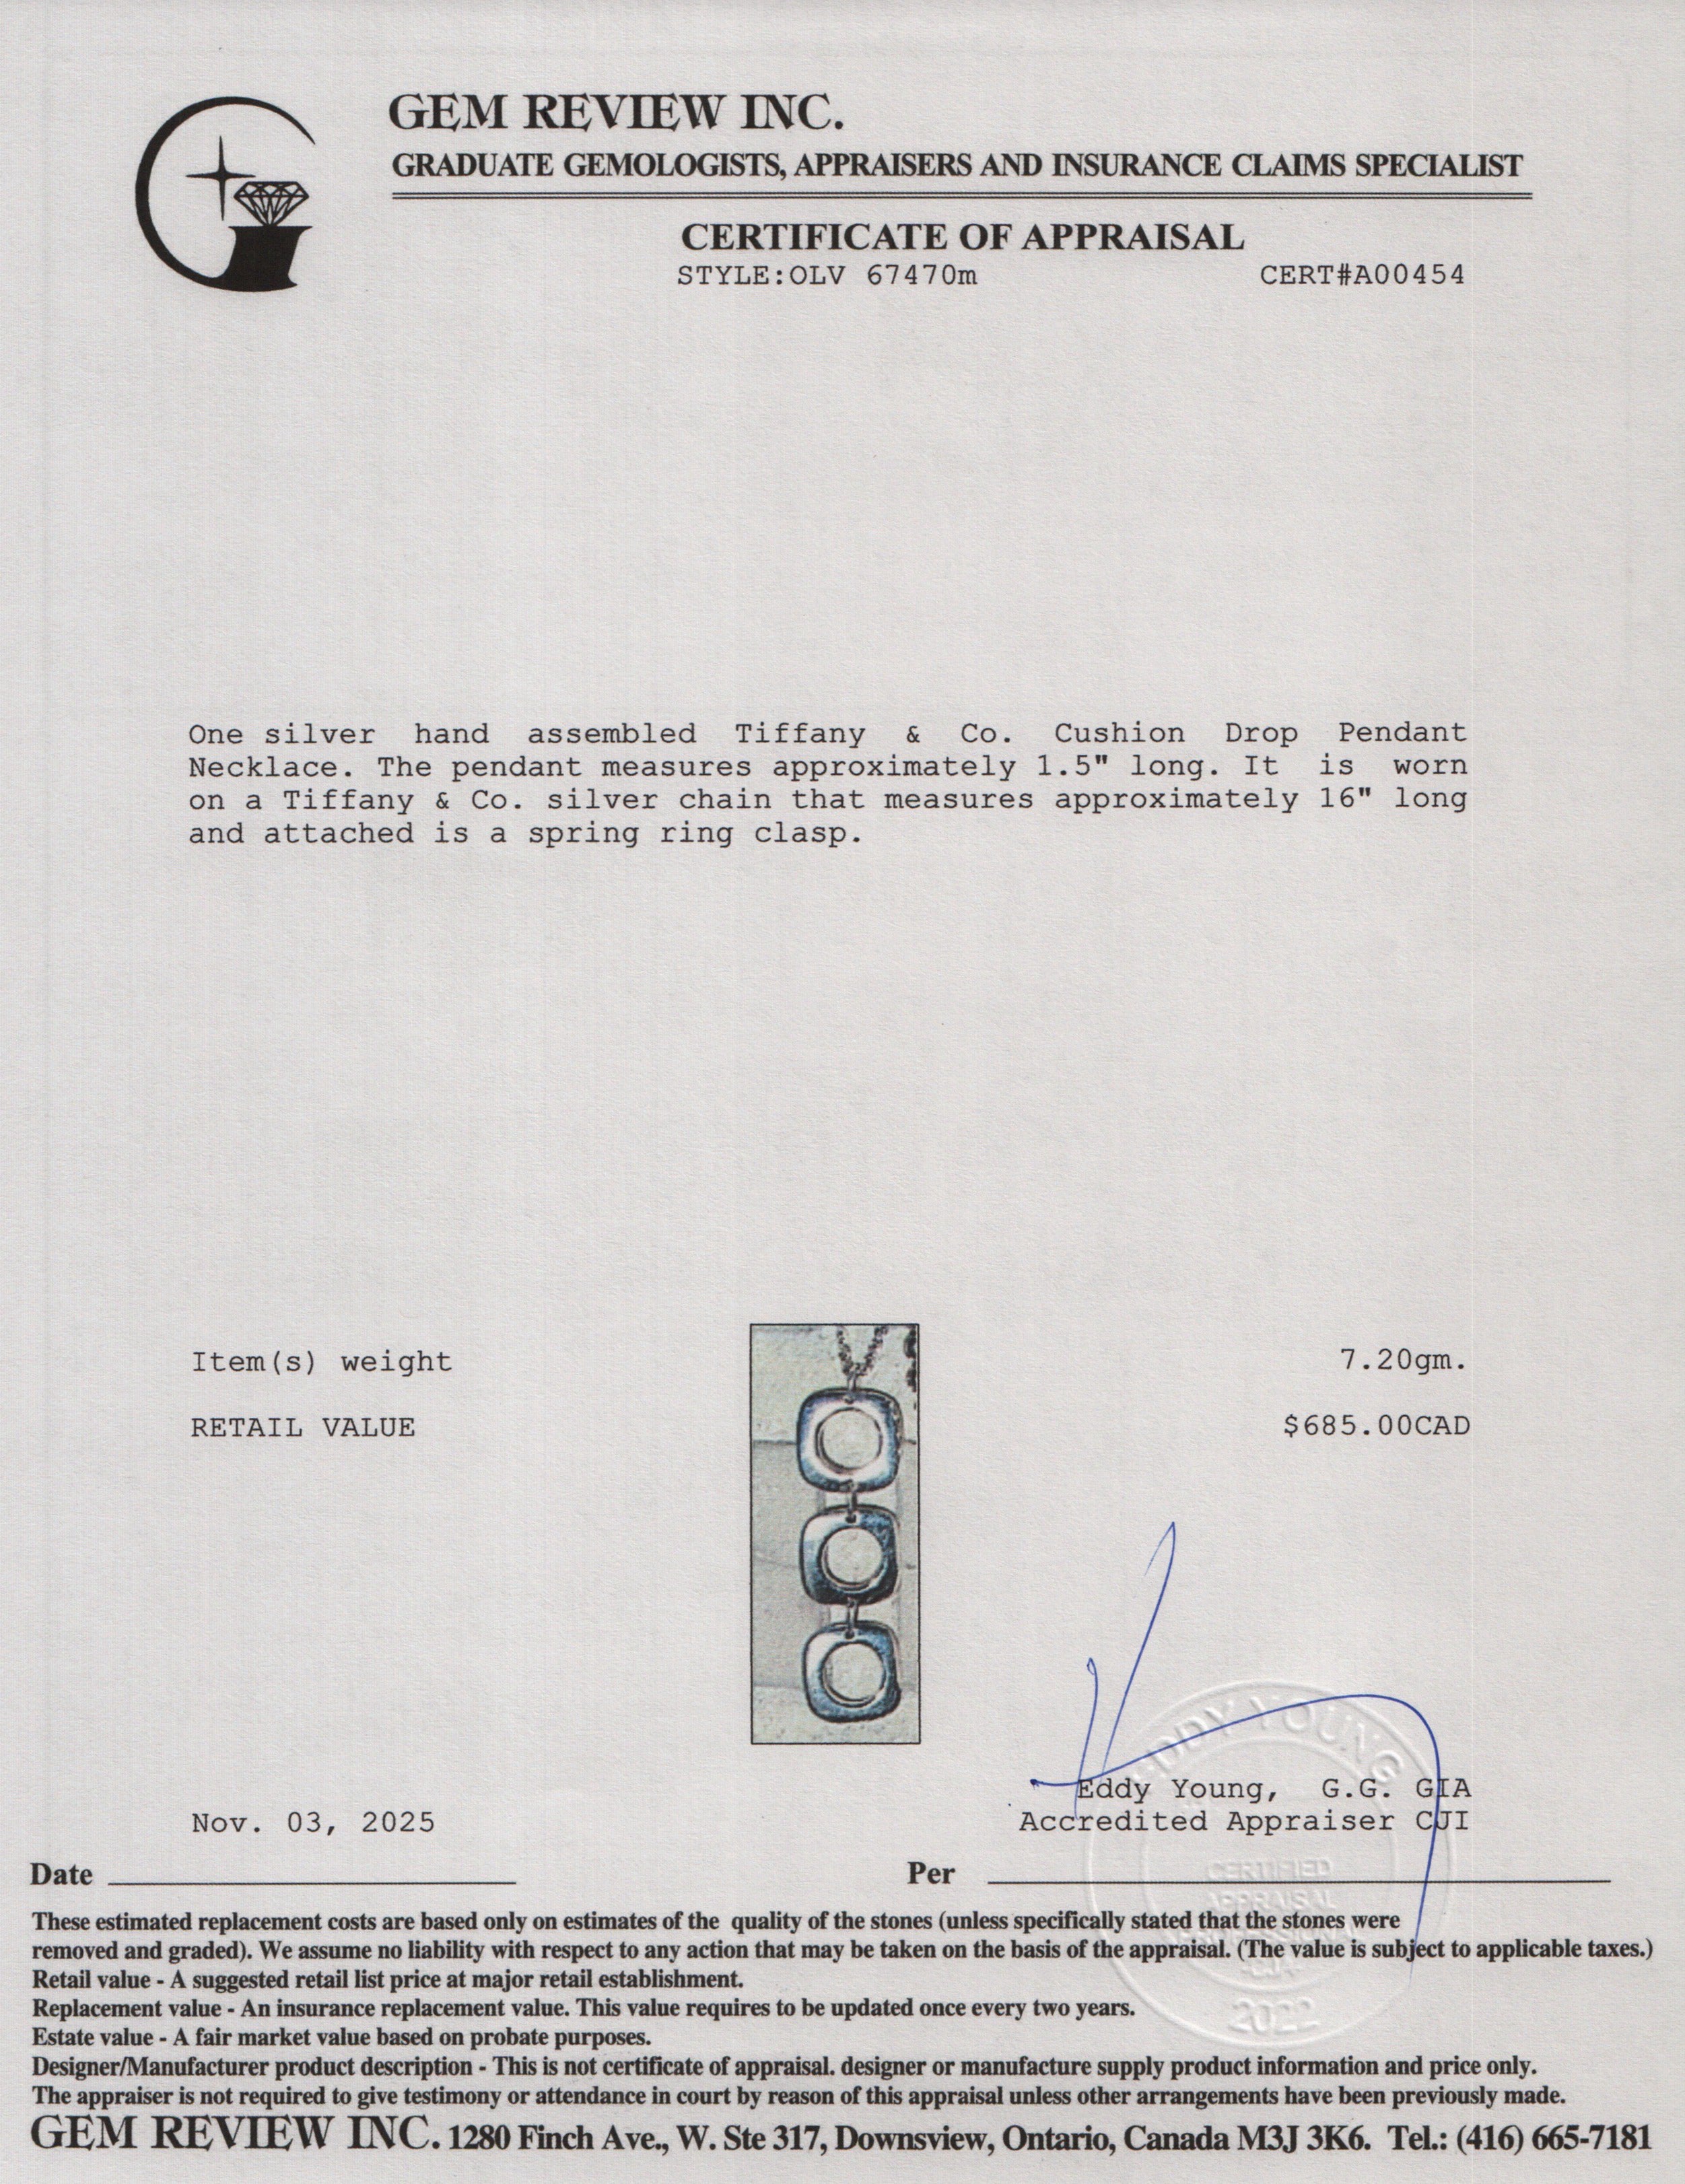 GEM REVIEW INC.
GRADUATE GEMOLOGISTS, APPRAISERS AND INSURANCE CLAIMS SPECIALIST
CERTIFICATE OF APPRAISAL
STYLE:OLV 67470m CERT#A00454
One silver hand assembled Tiffany & Co. Cushion Drop Pendant
Necklace. The pendant measures approximately 1.5" long. It is worn
on a Tiffany & Co. silver chain that measures approximately 16" long
and attached is a spring ring clasp.
Item(s) weight 7.20gm.
RETAIL VALUE $685.00CAD
EDDY YOUNG
Eddy Young, G.G. GIA
Nov. 03, 2025 Accredited Appraiser CJI
Date Per
CERTIFIED
APPRAISAL
2022
These estimated replacement costs are based only on estimates of the quality of the stones (unless specifically stated that the stones were
removed and graded). We assume no liability with respect to any action that may be taken on the basis of the appraisal. (The value is subject to applicable taxes.)
Retail value - A suggested retail list price at major retail establishment.
Replacement value - An insurance replacement value. This value requires to be updated once every two years.
Estate value - A fair market value based on probate purposes.
Designer/Manufacturer product description - This is not certificate of appraisal. designer or manufacture supply product information and price only.
The appraiser is not required to give testimony or attendance in court by reason of this appraisal unless other arrangements have been previously made.
GEM REVIEW INC. 1280 Finch Ave., W. Ste 317, Downsview, Ontario, Canada M3J 3K6. Tel.: (416) 665-7181